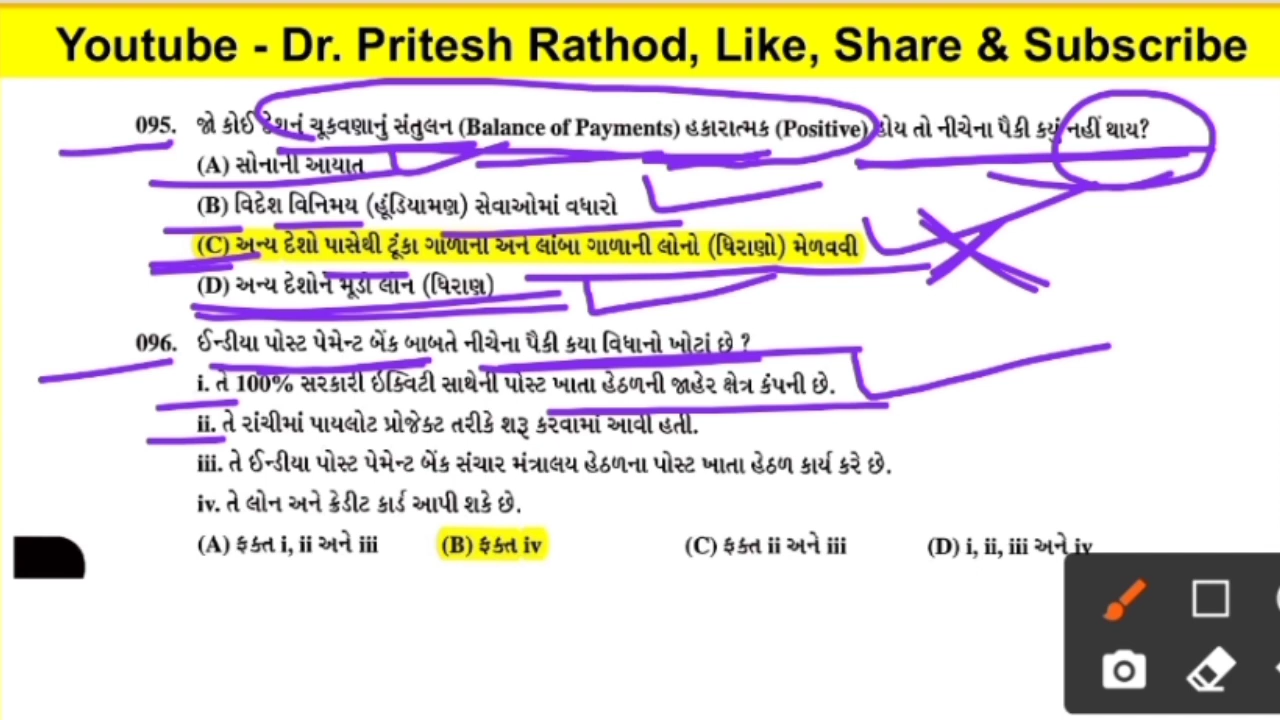 Youtube - Dr. Pritesh Rathod, Like, Share & Subscribe
095. જો કોઈ દેશનું ચૂકવણાનું સંતુલન (Balance of Payments) હકારાત્મક (Positive) હોય તો નીચેના પૈકી કયું નહીં થાય?
(A) સોનાની આયાત
(B) વિદેશ વિનિમય (હૂંડિયામણ) સેવાઓમાં વધારો
(C) અન્ય દેશો પાસેથી ટૂંકા ગાળાના અને લાંબા ગાળાની લોનો (ધિરાણો) મેળવવી
(D) અન્ય દેશોને મૂડી લોન (ધિરાણ)
096. ઈન્ડીયા પોસ્ટ પેમેન્ટ બેંક બાબતે નીચેના પૈકી કયા વિધાનો ખોટાં છે ?
i. તે 100% સરકારી ઇક્વિટી સાથેની પોસ્ટ ખાતા હેઠળની જાહેર ક્ષેત્ર કંપની છે.
ii. તે રાંચીમાં પાયલોટ પ્રોજેક્ટ તરીકે શરૂ કરવામાં આવી હતી.
iii. તે ઈન્ડીયા પોસ્ટ પેમેન્ટ બેંક સંચાર મંત્રાલય હેઠળના પોસ્ટ ખાતા હેઠળ કાર્ય કરે છે.
iv. તે લોન અને ક્રેડીટ કાર્ડ આપી શકે છે.
(A) ફક્ત i, ii અને iii (B) ફક્ત iv (C) ફક્ત ii અને iii (D) i, ii, iii અને iv